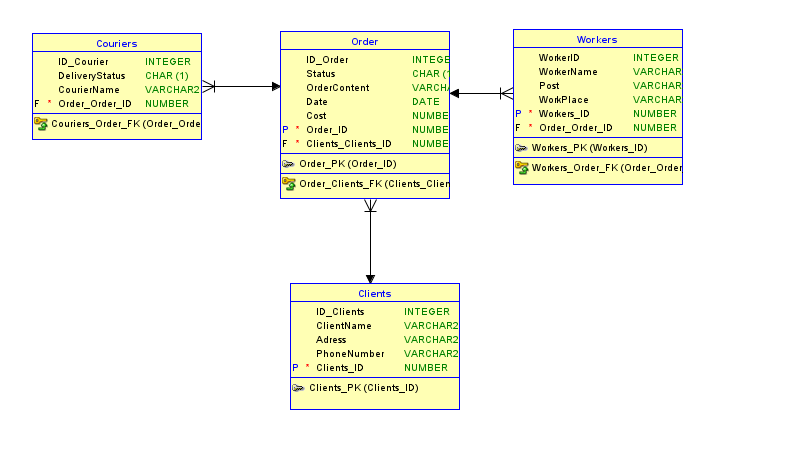 Couriers
ID_Courier INTEGER
DeliveryStatus CHAR (1)
CourierName VARCHAR2
F * Order_Order_ID NUMBER
Couriers_Order_FK (Order_Orde
Order
ID_Order INTEGE
Status CHAR (1
OrderContent VARCHA
Date DATE
Cost NUMBE
P * Order_ID NUMBE
F * Clients_Clients_ID NUMBE
Order_PK (Order_ID)
Order_Clients_FK (Clients_Clien
Workers
WorkerID INTEGER
WorkerName VARCHAR
Post VARCHAR
WorkPlace VARCHAR
P * Workers_ID NUMBER
F * Order_Order_ID NUMBER
Workers_PK (Workers_ID)
Workers_Order_FK (Order_Order
Clients
ID_Clients INTEGER
ClientName VARCHAR2
Adress VARCHAR2
PhoneNumber VARCHAR2
P * Clients_ID NUMBER
Clients_PK (Clients_ID)